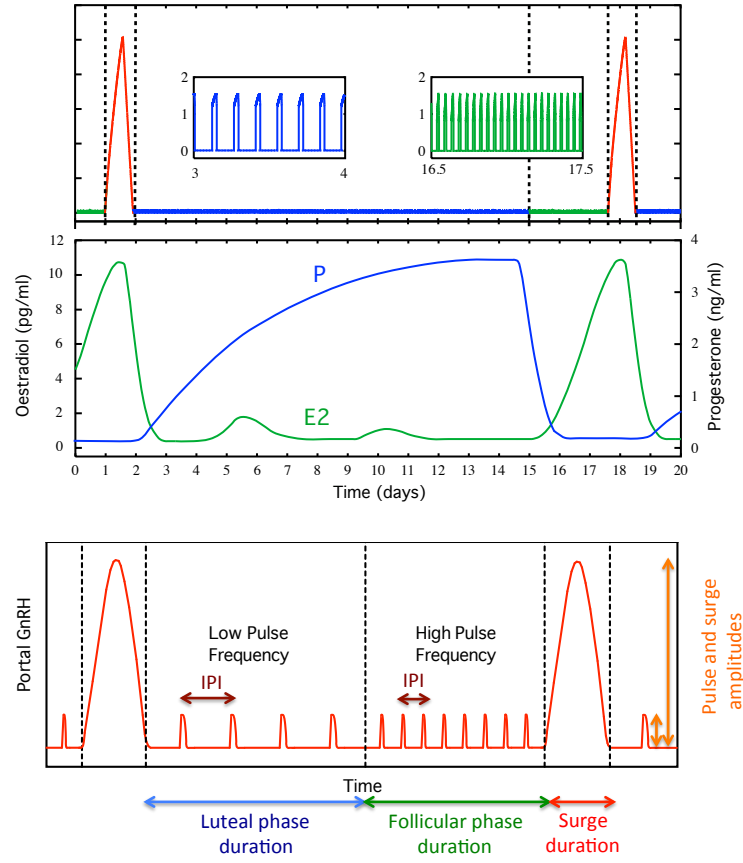 2
1
0
3
4
2
1
0
16.5
17.5
12
10
8
6
4
2
0
Oestradiol (pg/ml)
P
E2
4
3
2
1
0
Progesterone (ng/ml)
0 1 2 3 4 5 6 7 8 9 10 11 12 13 14 15 16 17 18 19 20
Time (days)
Portal GnRH
Low Pulse
Frequency
IPI
High Pulse
Frequency
IPI
Pulse and surge
amplitudes
Time
Luteal phase
duration
Follicular phase
duration
Surge
duration